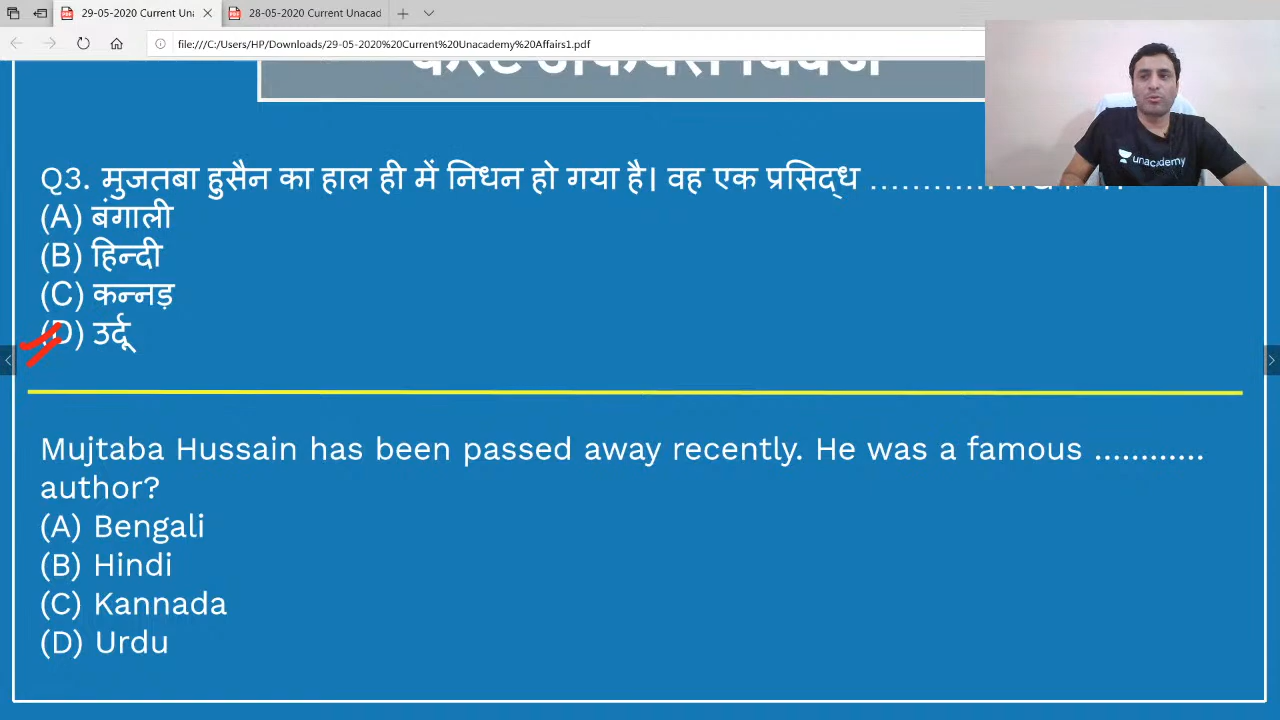 29-05-2020 Current Una
28-05-2020 Current Unacad
file:///C:/Users/HP/Downloads/29-05-2020%20Current%20Unacademy%20Affairs1.pdf
unacademy
Q3. मुजतबा हुसैन का हाल ही में निधन हो गया है। वह एक प्रसिद्ध ............
(A) बंगाली
(B) हिन्दी
(C) कन्नड़
(D) उर्दू
Mujtaba Hussain has been passed away recently. He was a famous ............
author?
(A) Bengali
(B) Hindi
(C) Kannada
(D) Urdu